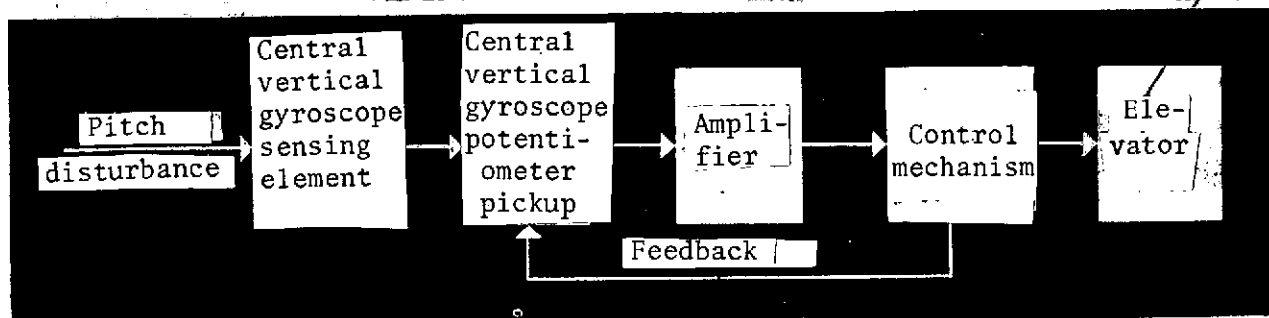 Pitch
disturbance
Central
vertical
gyroscope
sensing
element
Central
vertical
gyroscope
potenti-
ometer
pickup
Ampli-
fier
Control
mechanism
Ele-
vator
Feedback